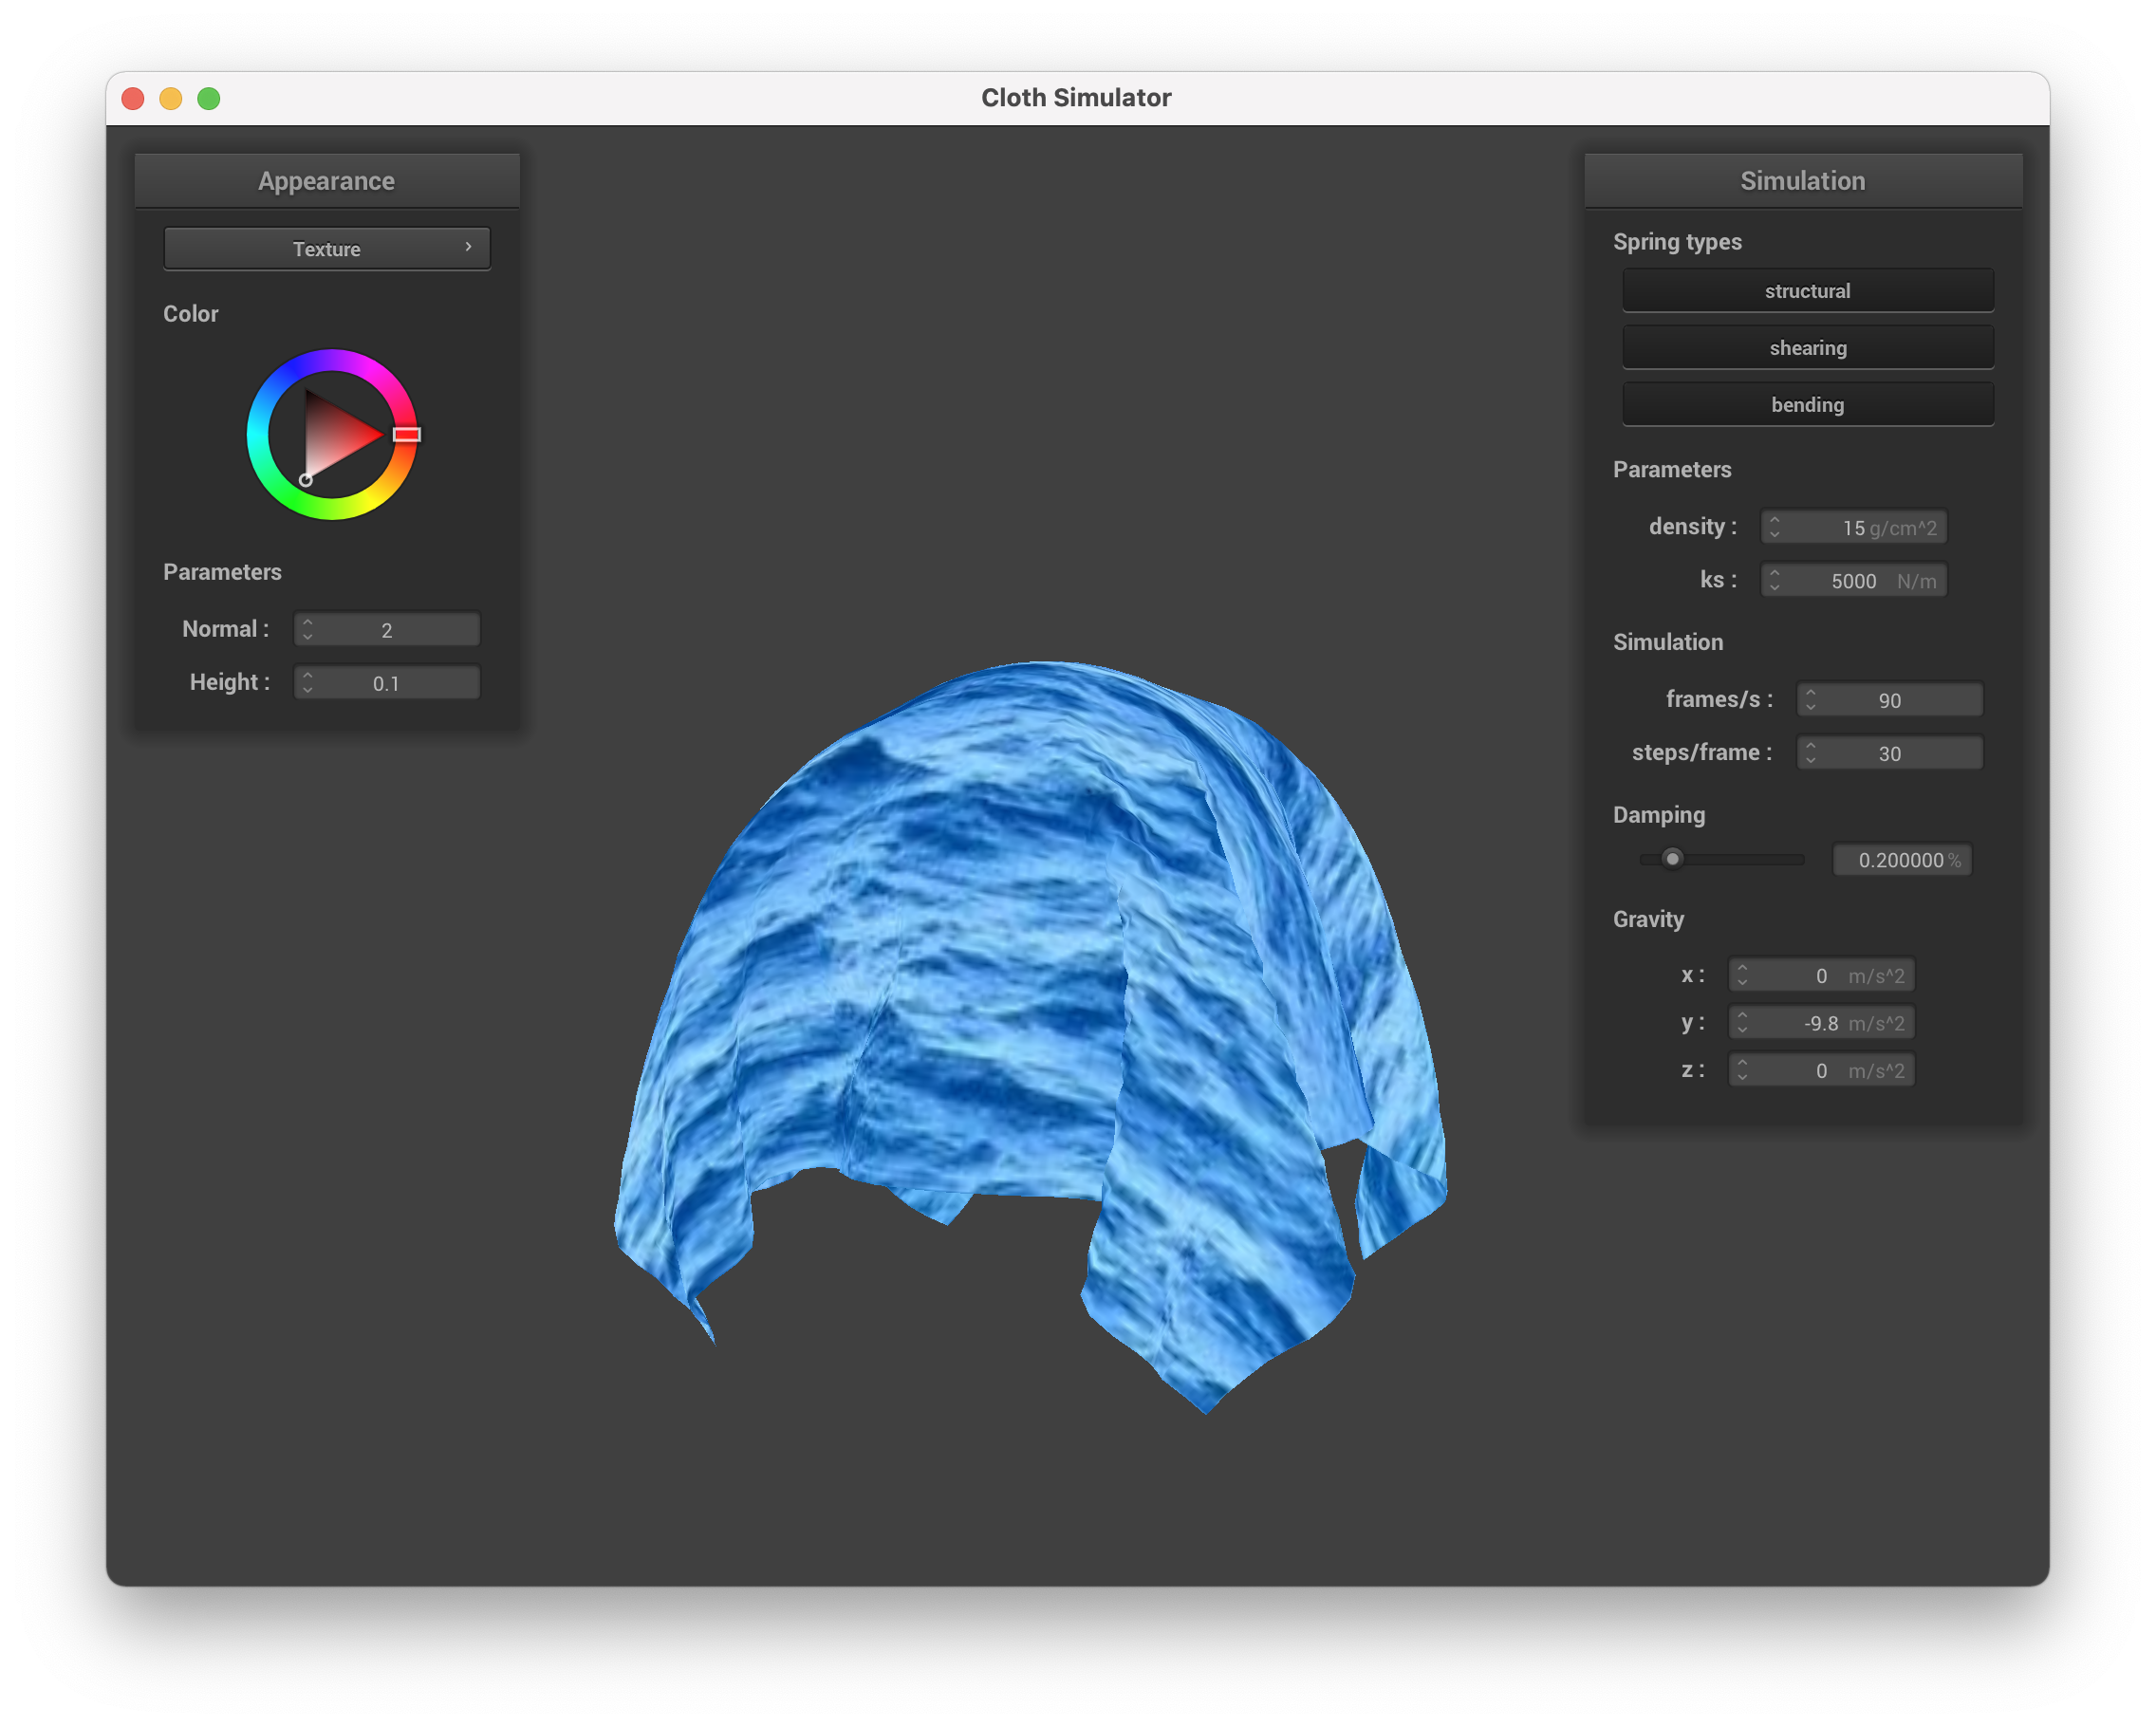 Cloth Simulator
Appearance
Texture
Color
Parameters
Normal : 2
Height : 0.1
Simulation
Spring types
structural
shearing
bending
Parameters
density : 15 g/cm^2
ks : 5000 N/m
Simulation
frames/s : 90
steps/frame : 30
Damping
0.200000 %
Gravity
x : 0 m/s^2
y : -9.8 m/s^2
z : 0 m/s^2